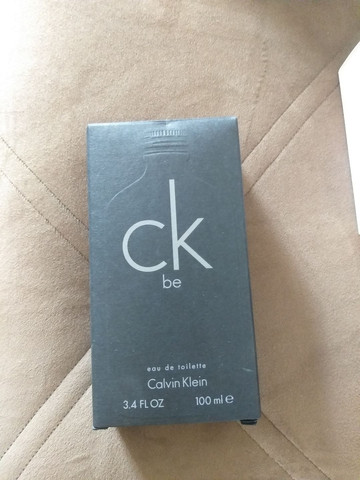 ck
be
eau de toilette
Calvin Klein
3.4 FL OZ 100 ml ℮